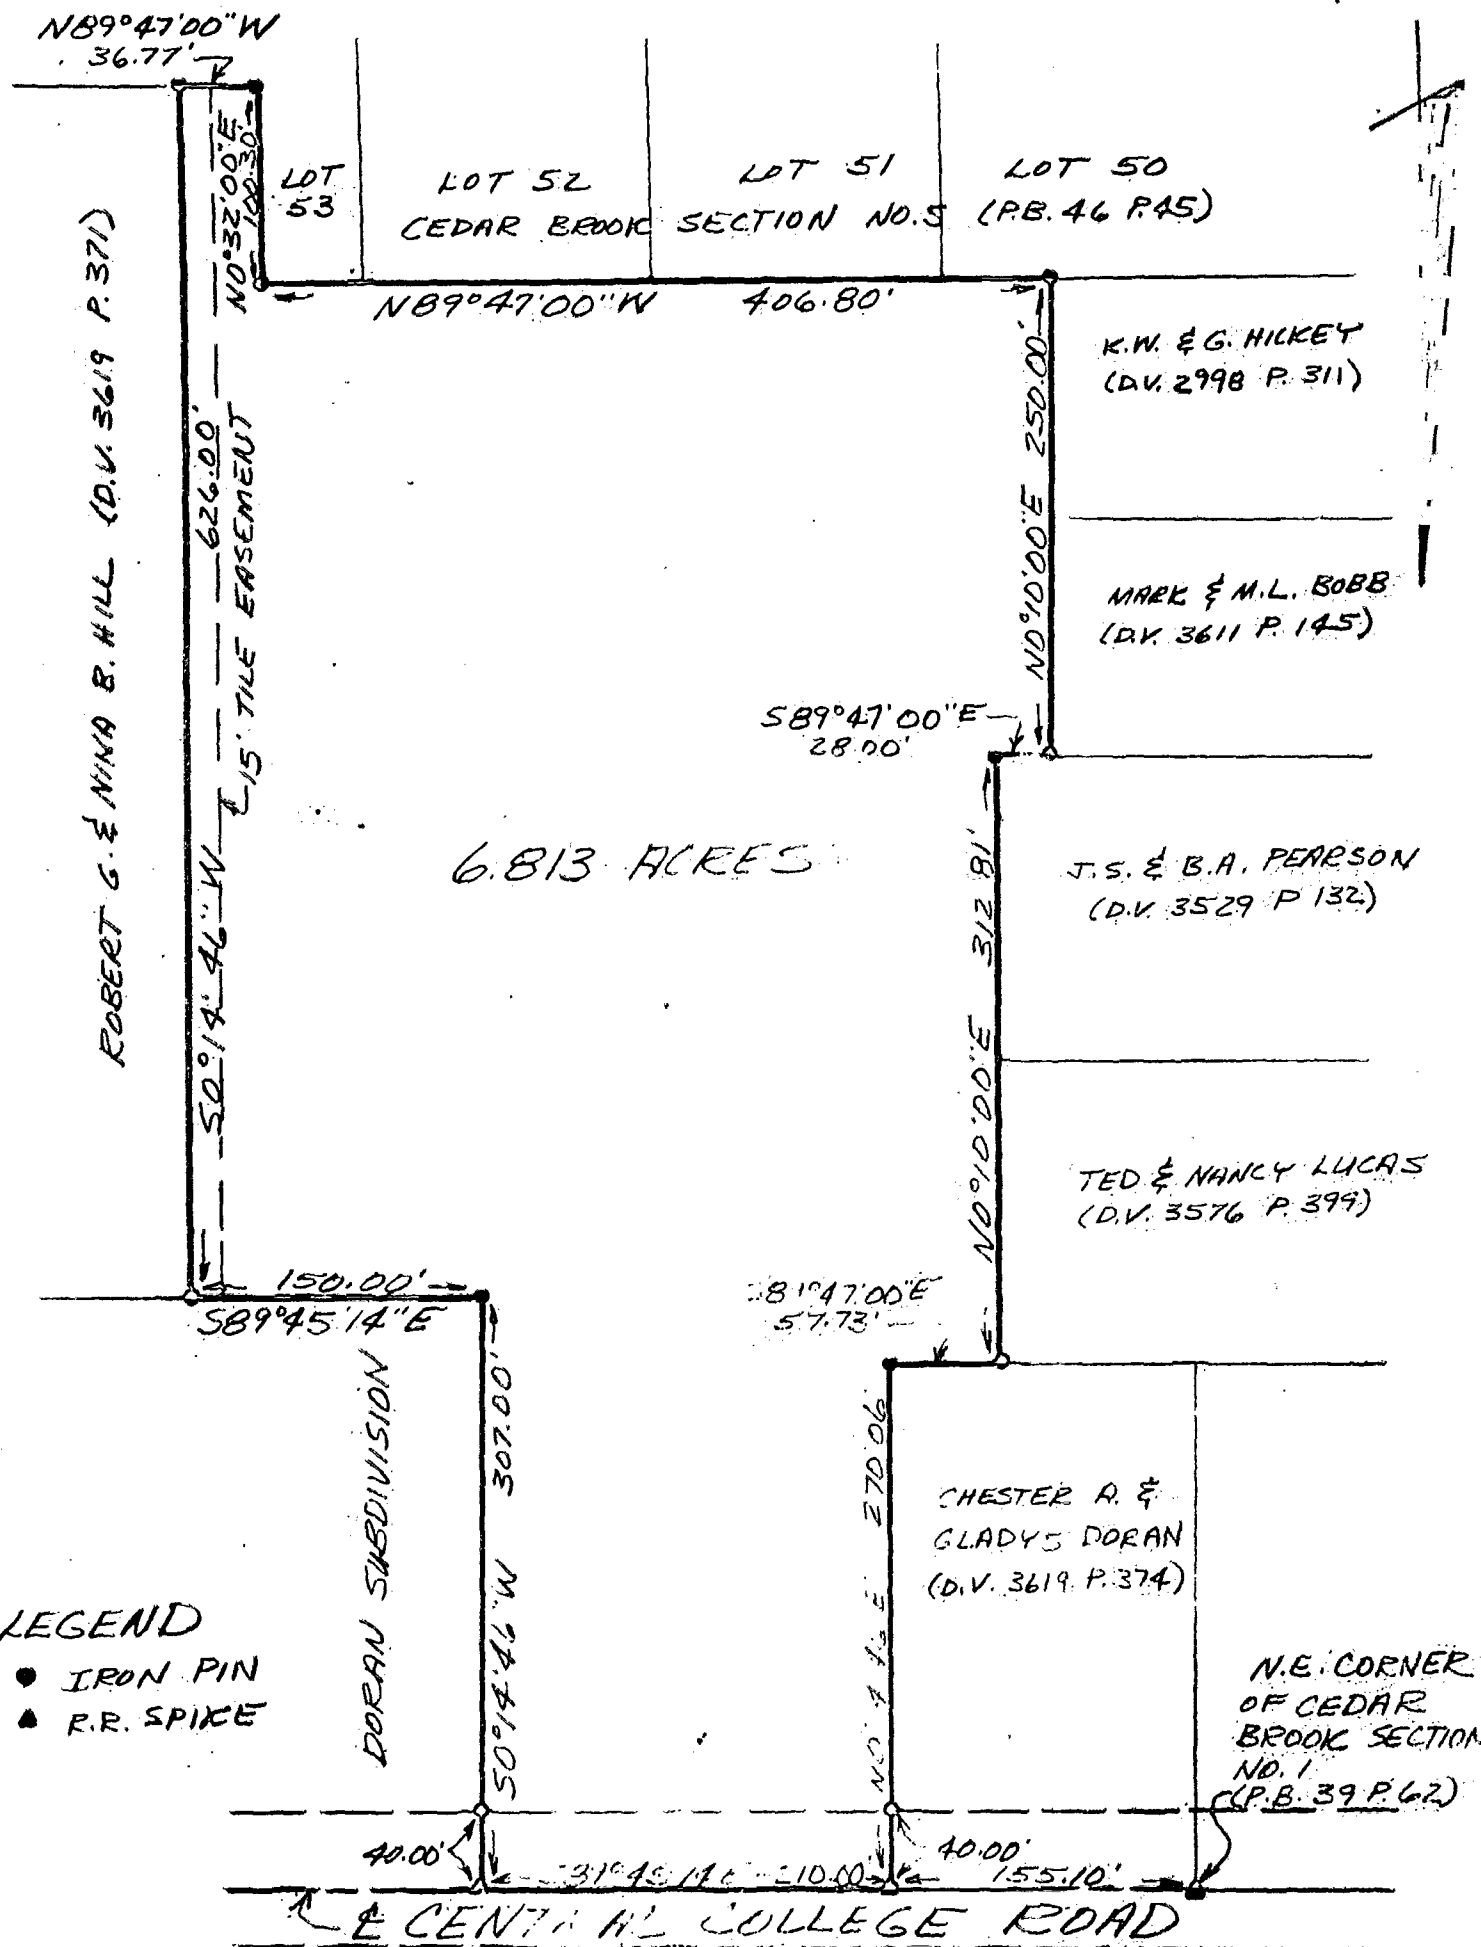 N89°47'00"W
36.77'
N0°32'00"E
100.30
LOT
53
LOT 52
LOT 51
LOT 50
CEDAR BROOK SECTION NO.5 (P.B. 46 P.45)
N89°47'00"W 406.80'
ROBERT G. & NINA B. HILL (D.V. 3619 P. 371)
S0°14'46"W 626.00'
15' TILE EASEMENT
N0°10'00"E 250.00'
K.W. & G. HICKEY
(D.V. 2998 P. 311)
MARK & M.L. BOBB
(D.V. 3611 P. 145)
S89°47'00"E
28.00'
6.813 ACRES
N0°10'00"E 312.81'
J.S. & B.A. PEARSON
(D.V. 3529 P 132)
TED & NANCY LUCAS
(D.V. 3576 P. 399)
150.00'
S89°45'14"E
47'00"E
57.73'
DORAN SUBDIVISION
S0°14'46"W 307.00'
270.06
CHESTER A. &
GLADYS DORAN
(D.V. 3619 P. 374)
LEGEND
IRON PIN
R.R. SPIKE
N.E. CORNER
OF CEDAR
BROOK SECTION
NO. 1
(P.B. 39 P. 62)
40.00'
40.00'
155.10'
℄ CENTRAL COLLEGE ROAD